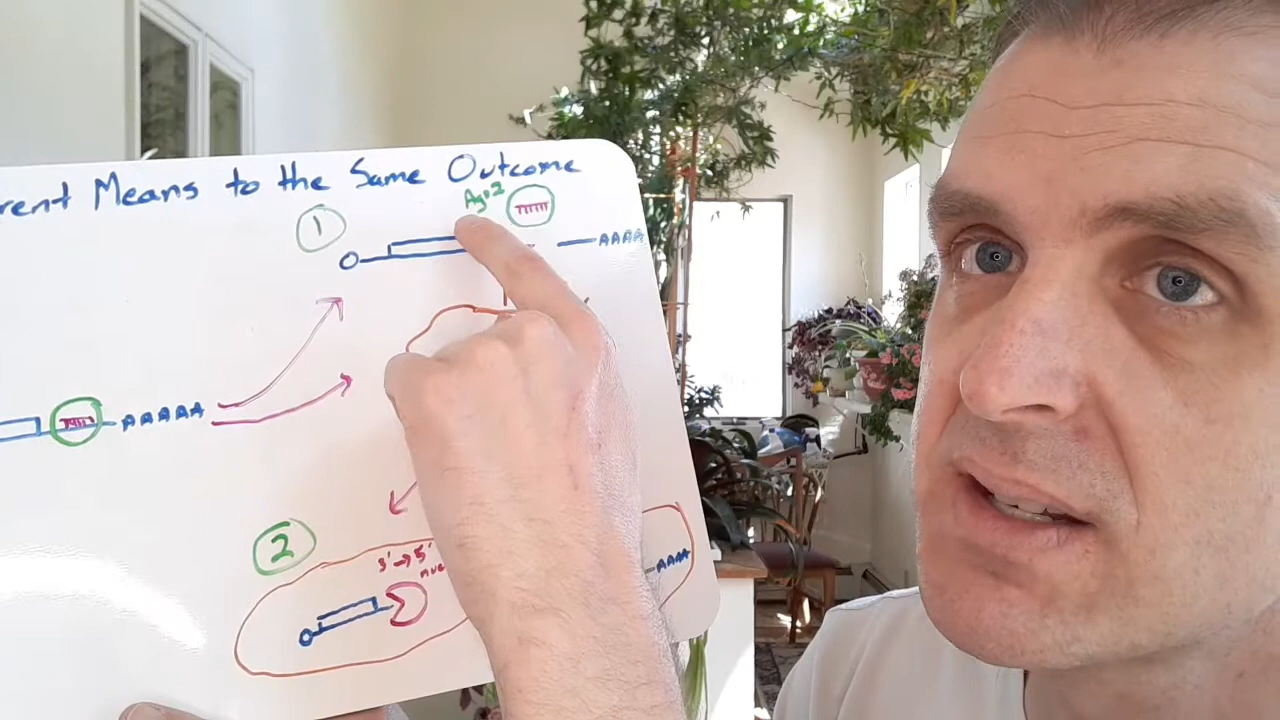 rent Means to the Same Outcome
1
Ago2
AAAA
AAAAA
2
3'→5'
AAAA